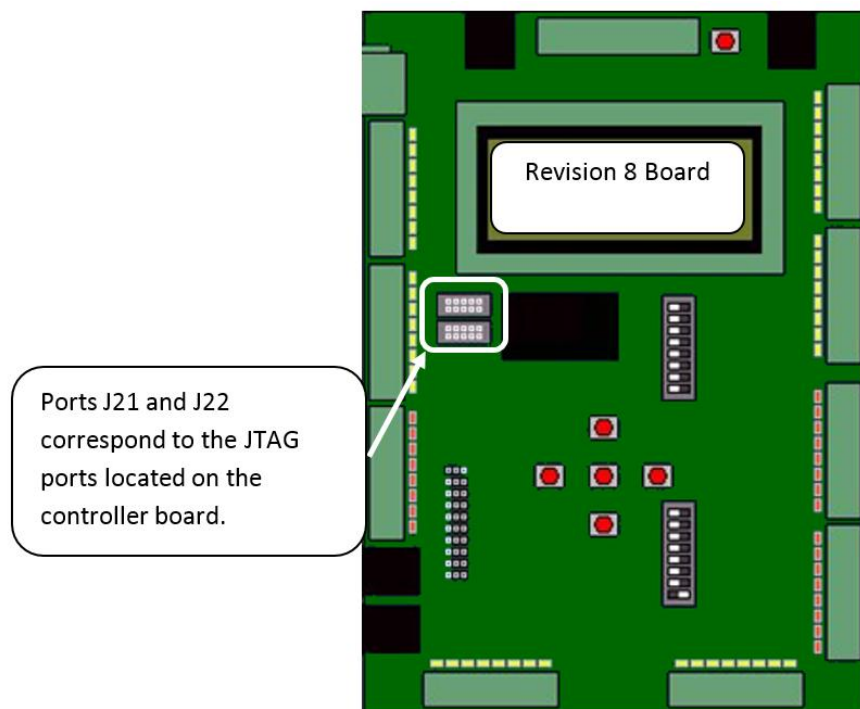 Revision 8 Board
Ports J21 and J22
correspond to the JTAG
ports located on the
controller board.